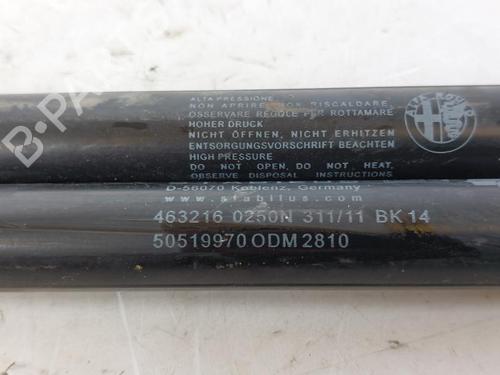 ALTA PRESSIONE
NON APRIRE, NON RISCALDARE,
OSSERVARE REGOLE PER ROTTAMARE
HOHER DRUCK
NICHT ÖFFNEN, NICHT ERHITZEN
ENTSORGUNGSVORSCHRIFT BEACHTEN
HIGH PRESSURE
DO NOT OPEN, DO NOT HEAT,
OBSERVE DISPOSAL INSTRUCTIONS
ALFA ROMEO
D-56070 Koblenz, Germany
www.stabilus.com
463216 0250N 311/11 BK 14
50519970 ODM 2810